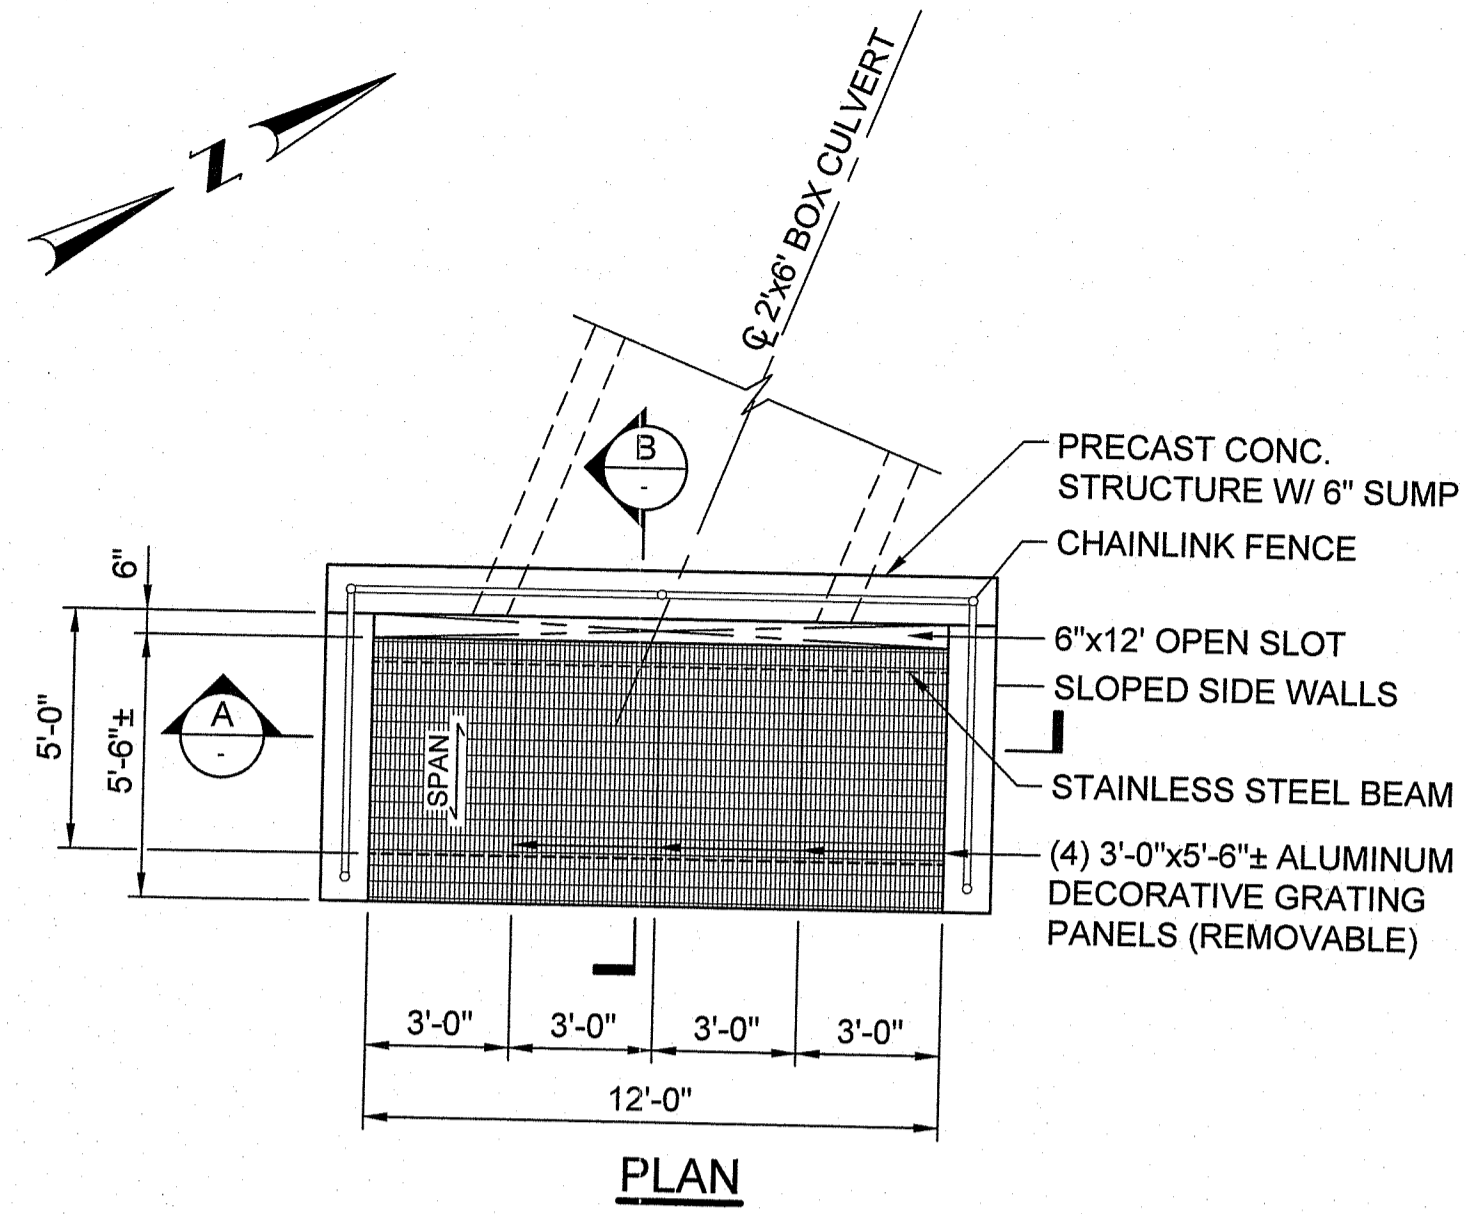 N
℄ 2'x6' BOX CULVERT
B
-
PRECAST CONC.
STRUCTURE W/ 6" SUMP
CHAINLINK FENCE
6"
6"x12' OPEN SLOT
SLOPED SIDE WALLS
A
-
5'-0"
5'-6"±
SPAN
STAINLESS STEEL BEAM
(4) 3'-0"x5'-6"± ALUMINUM
DECORATIVE GRATING
PANELS (REMOVABLE)
3'-0" 3'-0" 3'-0" 3'-0"
12'-0"
PLAN